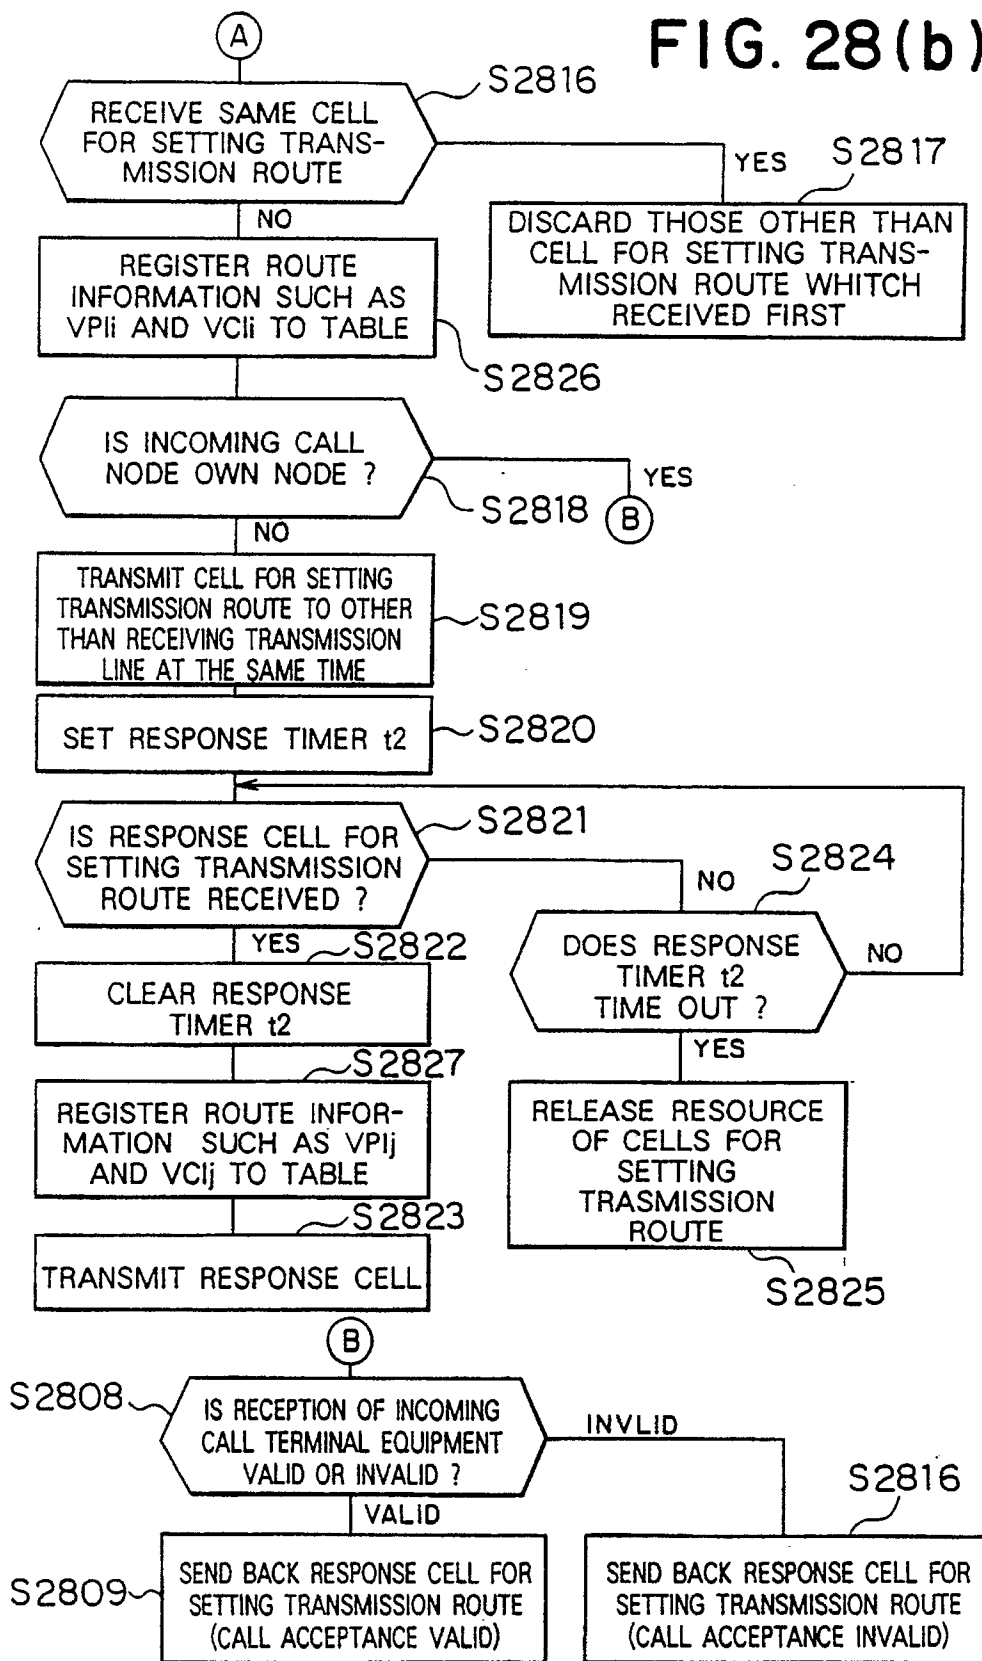 FIG. 28(b)
A
S2816
RECEIVE SAME CELL
FOR SETTING TRANS-
MISSION ROUTE
YES
S2817
NO
DISCARD THOSE OTHER THAN
CELL FOR SETTING TRANS-
MISSION ROUTE WHITCH
RECEIVED FIRST
REGISTER ROUTE
INFORMATION SUCH AS
VPIi AND VCIi TO TABLE
S2826
IS INCOMING CALL
NODE OWN NODE ?
YES
S2818
B
NO
TRANSMIT CELL FOR SETTING
TRANSMISSION ROUTE TO OTHER
THAN RECEIVING TRANSMISSION
LINE AT THE SAME TIME
S2819
SET RESPONSE TIMER t2
S2820
IS RESPONSE CELL FOR
SETTING TRANSMISSION
ROUTE RECEIVED ?
S2821
NO
S2824
YES
S2822
DOES RESPONSE
TIMER t2
TIME OUT ?
NO
CLEAR RESPONSE
TIMER t2
YES
S2827
REGISTER ROUTE INFOR-
MATION SUCH AS VPIj
AND VCIj TO TABLE
RELEASE RESOURCE
OF CELLS FOR
SETTING
TRASMISSION
ROUTE
S2823
TRANSMIT RESPONSE CELL
S2825
B
S2808
IS RECEPTION OF INCOMING
CALL TERMINAL EQUIPMENT
VALID OR INVALID ?
INVLID
VALID
S2816
S2809
SEND BACK RESPONSE CELL FOR
SETTING TRANSMISSION ROUTE
(CALL ACCEPTANCE VALID)
SEND BACK RESPONSE CELL FOR
SETTING TRANSMISSION ROUTE
(CALL ACCEPTANCE INVALID)